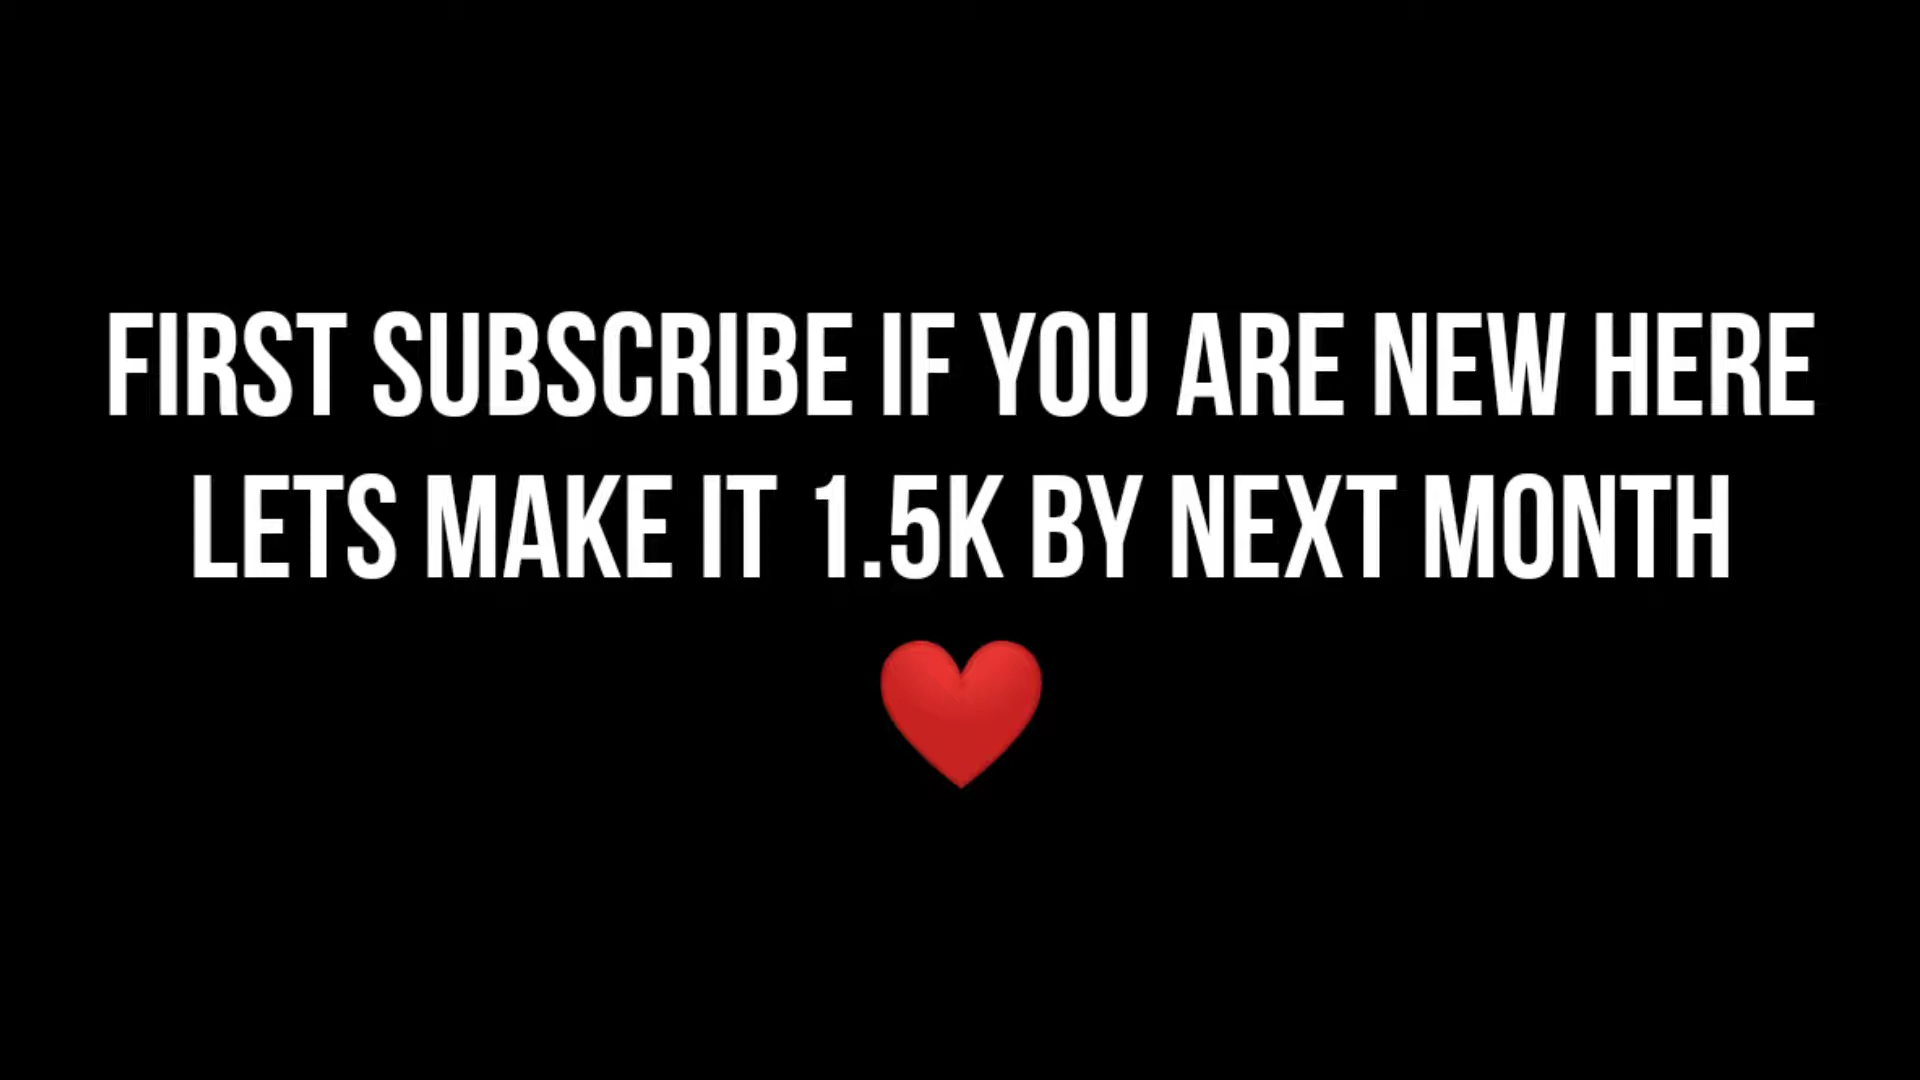 FIRST SUBSCRIBE IF YOU ARE NEW HERE
LETS MAKE IT 1.5K BY NEXT MONTH
❤️